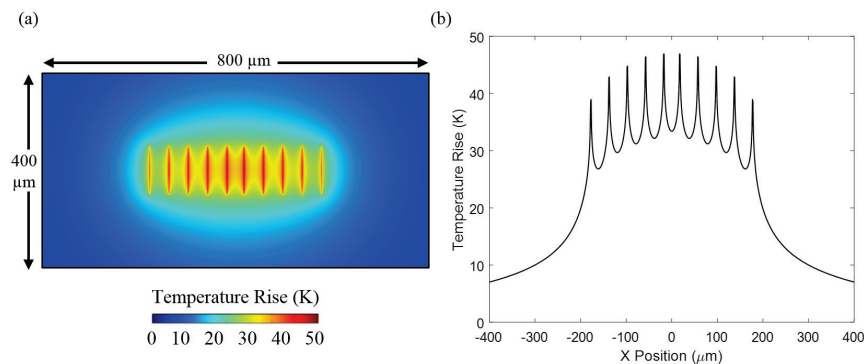 (a)
800 µm
400
µm
Temperature Rise (K)
0 10 20 30 40 50
(b)
Temperature Rise (K)
50
40
30
20
10
0
-400 -300 -200 -100 0 100 200 300 400
X Position (µm)